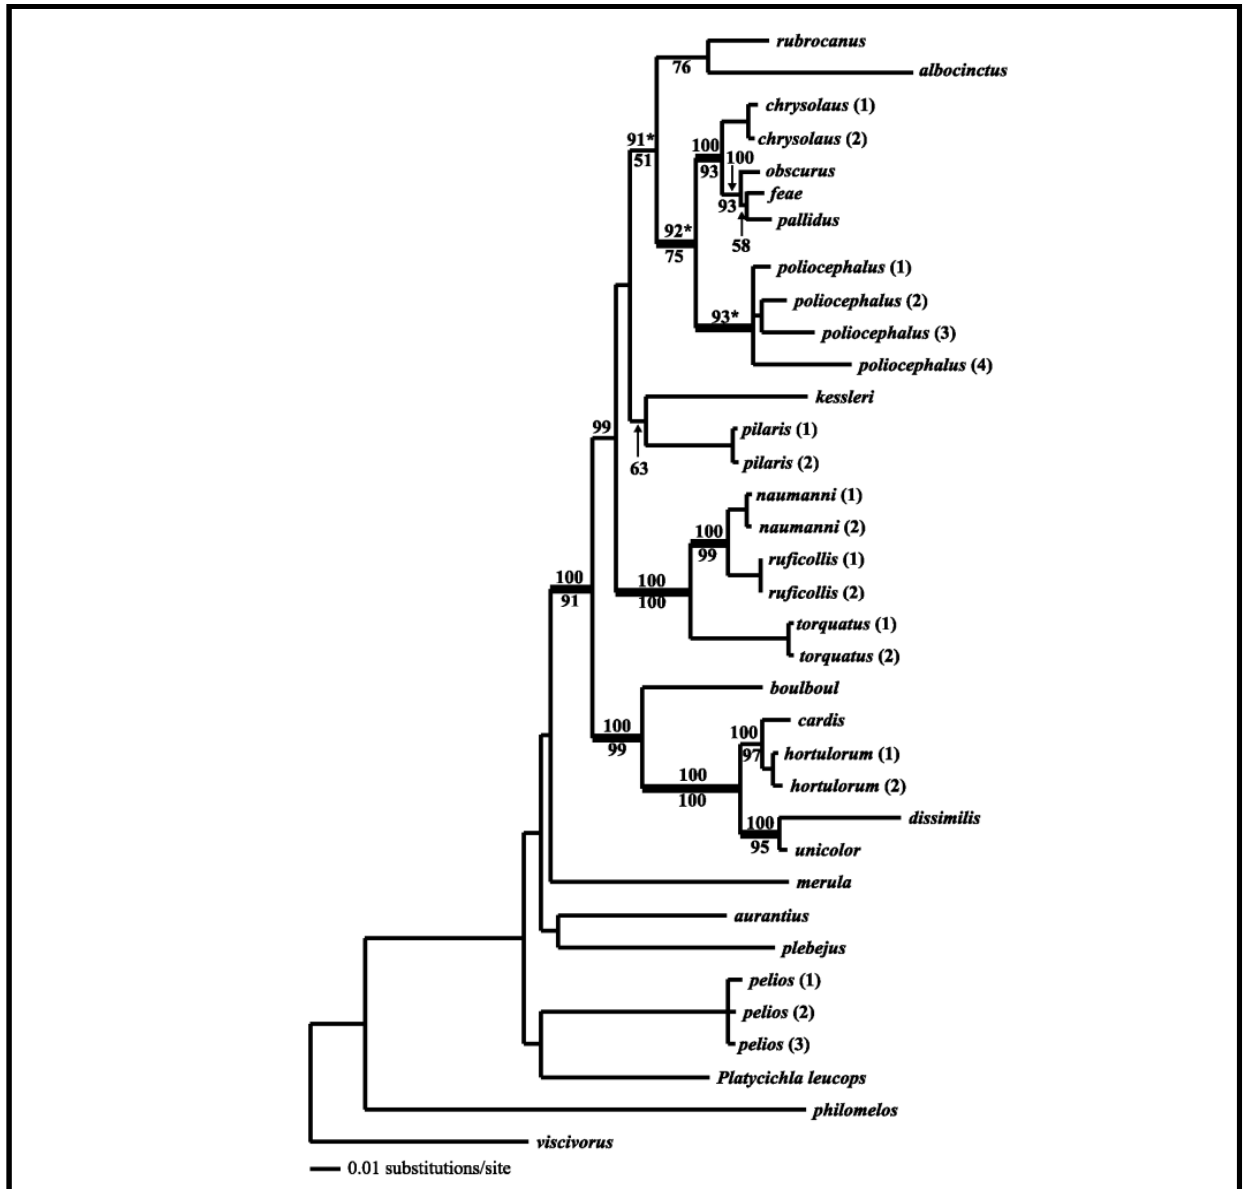 rubrocanus
76
albocinctus
chrysolaus (1)
91*
100
chrysolaus (2)
51
93
100
obscurus
feae
93
pallidus
92*
58
75
poliocephalus (1)
poliocephalus (2)
93*
poliocephalus (3)
poliocephalus (4)
kessleri
99
pilaris (1)
63
pilaris (2)
naumanni (1)
100
naumanni (2)
99
ruficollis (1)
100
100
ruficollis (2)
91
100
torquatus (1)
torquatus (2)
boulboul
100
cardis
99
100
97
hortulorum (1)
100
hortulorum (2)
100
dissimilis
100
95
unicolor
merula
aurantius
plebejus
pelios (1)
pelios (2)
pelios (3)
Platycichla leucops
philomelos
viscivorus
0.01 substitutions/site